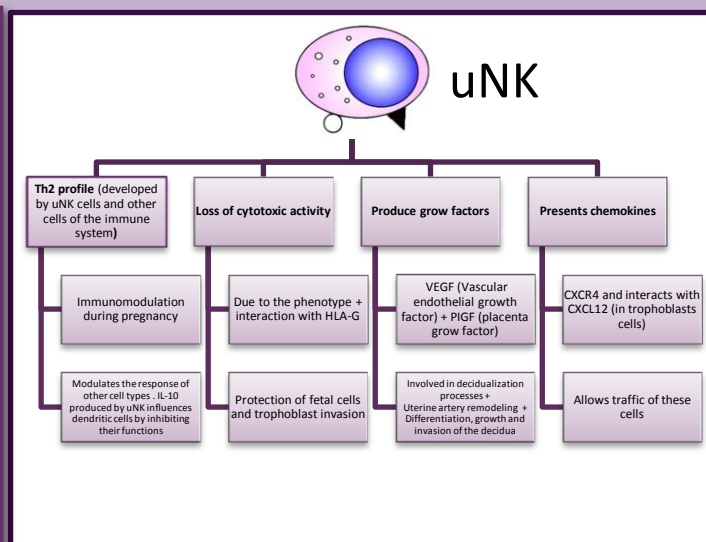 uNK
Th2 profile (developed
by uNK cells and other
cells of the immune
system)
Immunomodulation
during pregnancy
Modulates the response of
other cell types . IL-10
produced by uNK influences
dendritic cells by inhibiting
their functions
Loss of cytotoxic activity
Due to the phenotype +
interaction with HLA-G
Protection of fetal cells
and trophoblast invasion
Produce grow factors
VEGF (Vascular
endothelial growth
factor) + PlGF (placenta
grow factor)
Involved in decidualization
processes +
Uterine artery remodeling +
Differentiation, growth and
invasion of the decidua
Presents chemokines
CXCR4 and interacts with
CXCL12 (in trophoblasts
cells)
Allows traffic of these
cells